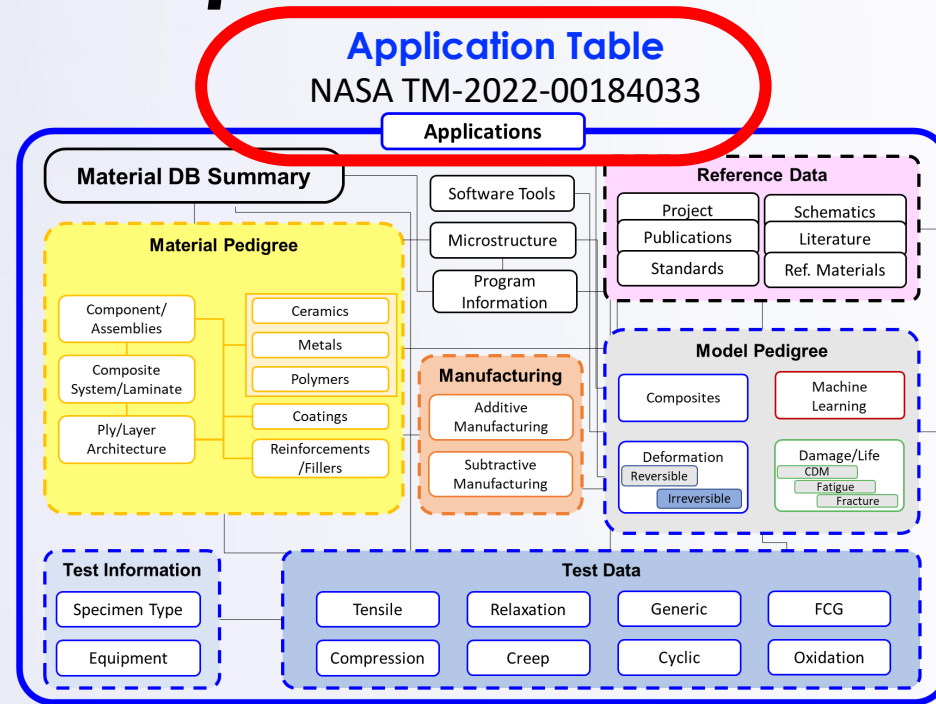 Application Table
NASA TM-2022-00184033
Applications
Material DB Summary
Software Tools
Microstructure
Program
Information
Reference Data
Project
Schematics
Publications
Literature
Standards
Ref. Materials
Material Pedigree
Component/
Assemblies
Composite
System/Laminate
Ply/Layer
Architecture
Ceramics
Metals
Polymers
Coatings
Reinforcements
/Fillers
Manufacturing
Additive
Manufacturing
Subtractive
Manufacturing
Model Pedigree
Composites
Machine
Learning
Deformation
Reversible
Irreversible
Damage/Life
CDM
Fatigue
Fracture
Test Information
Specimen Type
Equipment
Test Data
Tensile
Relaxation
Generic
FCG
Compression
Creep
Cyclic
Oxidation